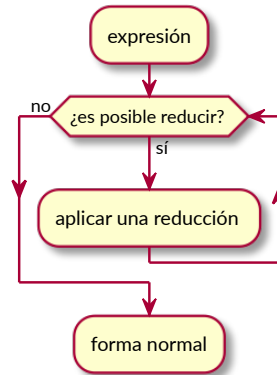 expresión
no
¿es posible reducir?
sí
aplicar una reducción
forma normal